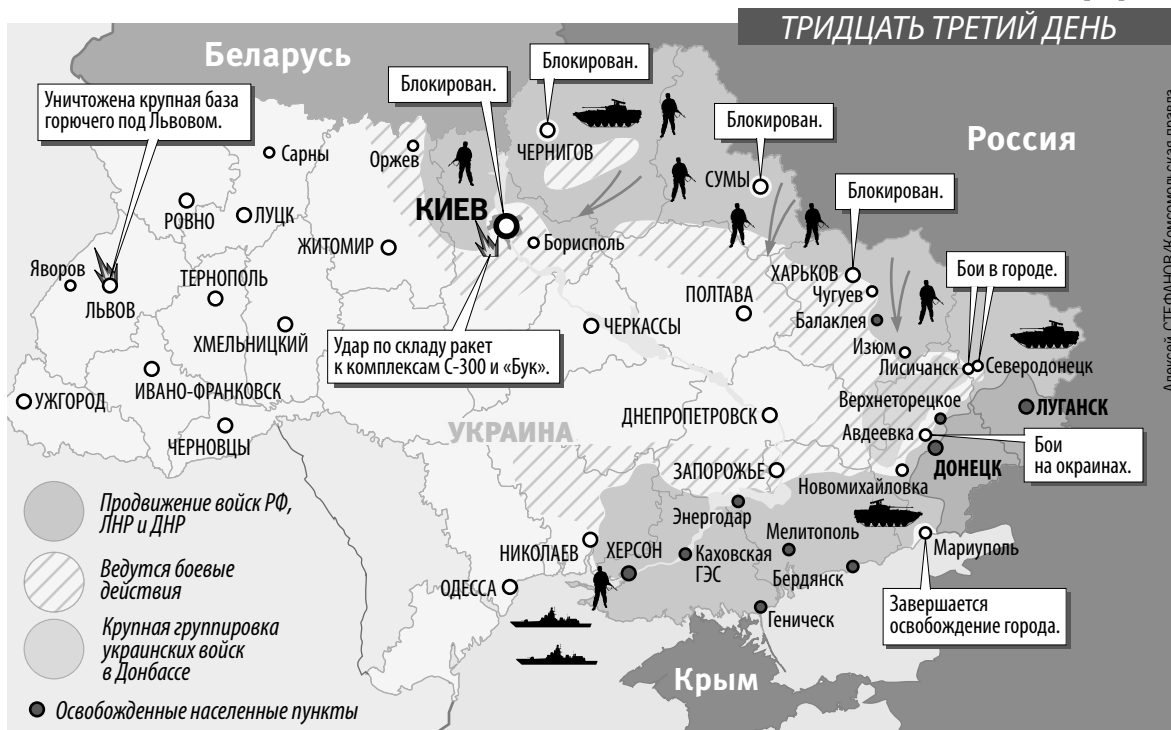 ТРИДЦАТЬ ТРЕТИЙ ДЕНЬ
Беларусь
Россия
Блокирован.
Блокирован.
Блокирован.
Блокирован.
Уничтожена крупная база
горючего под Львовом.
Сарны
Оржев
ЧЕРНИГОВ
СУМЫ
РОВНО
ЛУЦК
КИЕВ
ЖИТОМИР
Борисполь
Яворов
ЛЬВОВ
ТЕРНОПОЛЬ
ХМЕЛЬНИЦКИЙ
ПОЛТАВА
ХАРЬКОВ
Чугуев
Балаклея
Бои в городе.
ЧЕРКАССЫ
Изюм
Лисичанск
Северодонецк
Удар по складу ракет
к комплексам С-300 и «Бук».
ИВАНО-ФРАНКОВСК
УЖГОРОД
ЧЕРНОВЦЫ
УКРАИНА
ДНЕПРОПЕТРОВСК
Верхнеторецкое
ЛУГАНСК
Авдеевка
Бои
на окраинах.
ДОНЕЦК
ЗАПОРОЖЬЕ
Новомихайловка
Энергодар
Мелитополь
Мариуполь
НИКОЛАЕВ
ХЕРСОН
Каховская
ГЭС
Бердянск
ОДЕССА
Геническ
Завершается
освобождение города.
Крым
Продвижение войск РФ,
ЛНР и ДНР
Ведутся боевые
действия
Крупная группировка
украинских войск
в Донбассе
Освобожденные населенные пункты
Алексей СТЕФАНОВ/Комсомольская правда